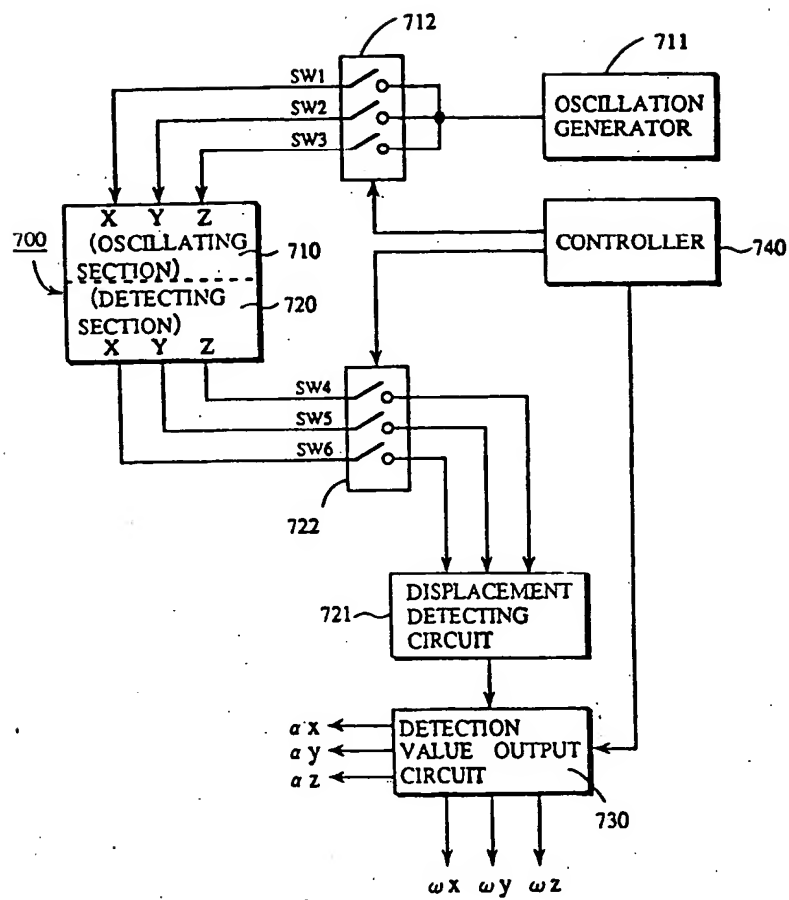 712
711
SW1
SW2
SW3
OSCILLATION
GENERATOR
X Y Z
700
(OSCILLATING
SECTION)
710
(DETECTING
SECTION)
720
X Y Z
CONTROLLER
740
SW4
SW5
SW6
722
721
DISPLACEMENT
DETECTING
CIRCUIT
αx
αy
αz
DETECTION
VALUE OUTPUT
CIRCUIT
730
ωx ωy ωz